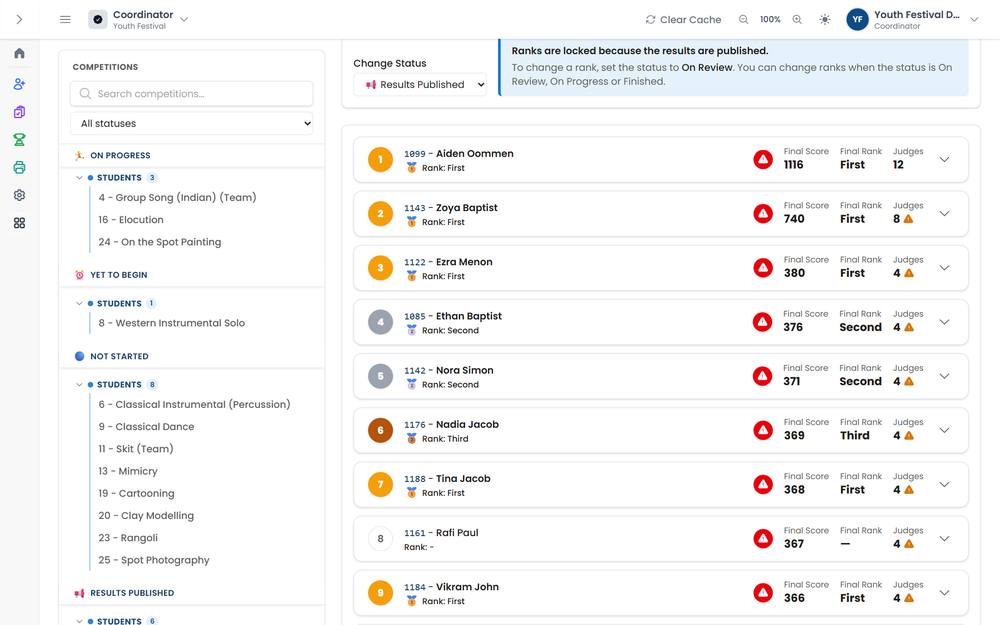 Coordinator
Youth Festival
Clear Cache
100%
YF
Youth Festival D...
Coordinator
COMPETITIONS
Search competitions...
All statuses
ON PROGRESS
STUDENTS 3
4 - Group Song (Indian) (Team)
16 - Elocution
24 - On the Spot Painting
YET TO BEGIN
STUDENTS 1
8 - Western Instrumental Solo
NOT STARTED
STUDENTS 8
6 - Classical Instrumental (Percussion)
9 - Classical Dance
11 - Skit (Team)
13 - Mimicry
19 - Cartooning
20 - Clay Modelling
23 - Rangoli
25 - Spot Photography
RESULTS PUBLISHED
STUDENTS 6
Change Status
Results Published
Ranks are locked because the results are published.
To change a rank, set the status to On Review. You can change ranks when the status is On
Review, On Progress or Finished.
1 1099 - Aiden Oommen
Rank: First
Final Score Final Rank Judges
1116 First 12
2 1143 - Zoya Baptist
Rank: First
Final Score Final Rank Judges
740 First 8
3 1122 - Ezra Menon
Rank: First
Final Score Final Rank Judges
380 First 4
4 1085 - Ethan Baptist
Rank: Second
Final Score Final Rank Judges
376 Second 4
5 1142 - Nora Simon
Rank: Second
Final Score Final Rank Judges
371 Second 4
6 1176 - Nadia Jacob
Rank: Third
Final Score Final Rank Judges
369 Third 4
7 1188 - Tina Jacob
Rank: First
Final Score Final Rank Judges
368 First 4
8 1161 - Rafi Paul
Rank: -
Final Score Final Rank Judges
367 — 4
9 1184 - Vikram John
Rank: First
Final Score Final Rank Judges
366 First 4